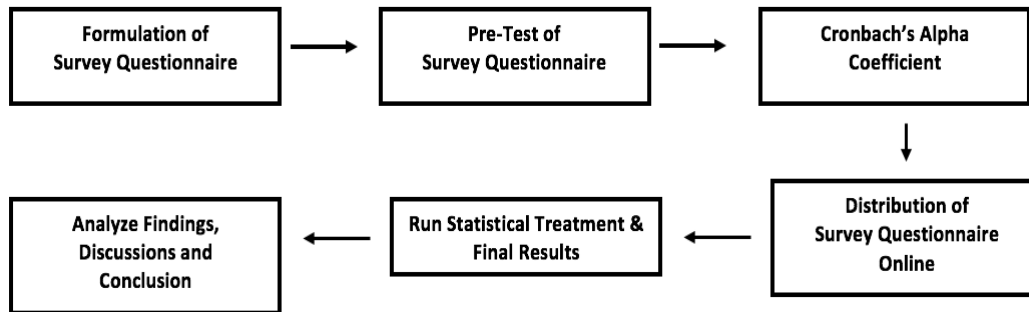 Formulation of
Survey Questionnaire
Pre-Test of
Survey Questionnaire
Cronbach’s Alpha
Coefficient
Distribution of
Survey Questionnaire
Online
Run Statistical Treatment &
Final Results
Analyze Findings,
Discussions and
Conclusion